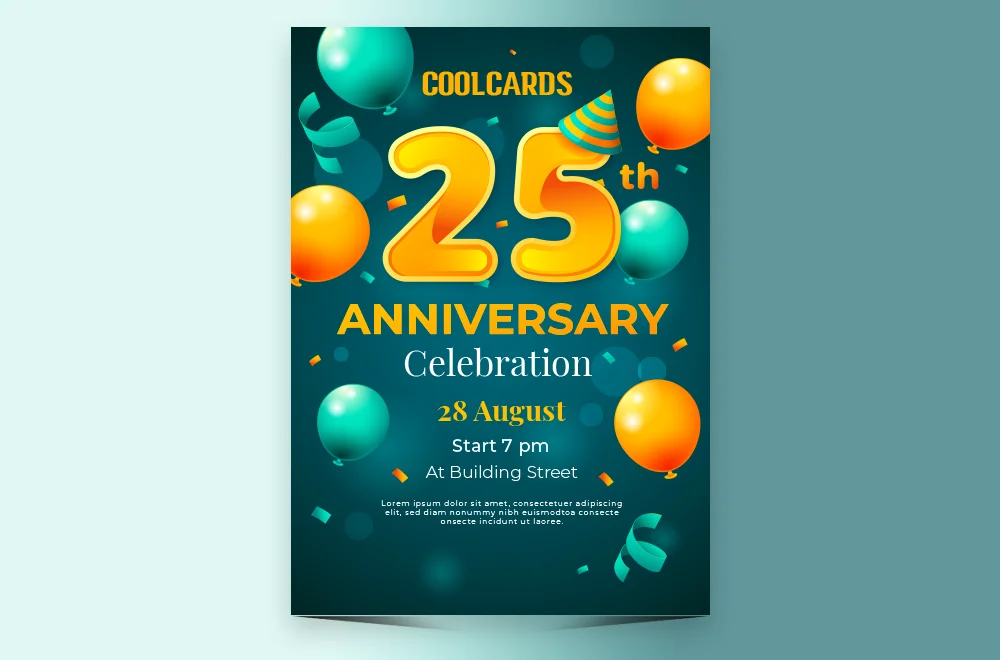 COOLCARDS
25th
ANNIVERSARY
Celebration
28 August
Start 7 pm
At Building Street
Lorem ipsum dolor sit amet, consectetuer adipiscing
elit, sed diam nonummy nibh euismodtoa consecte
onsecte incidunt ut laoree.